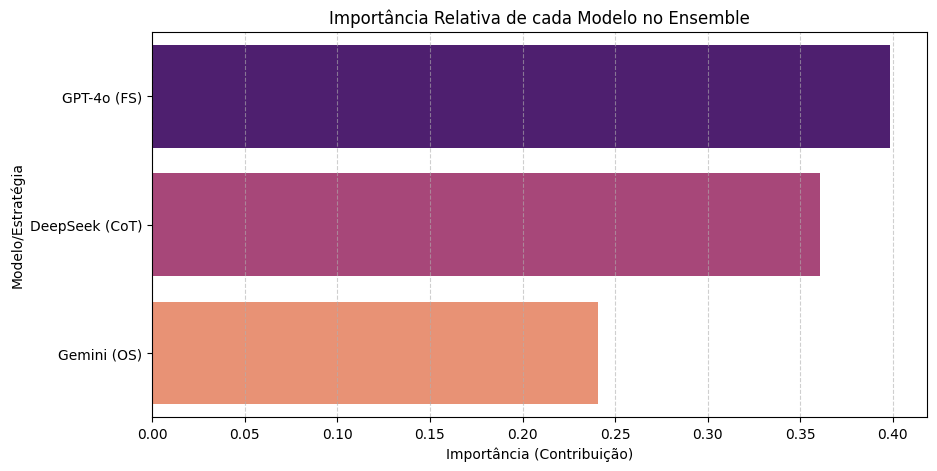 Importância Relativa de cada Modelo no Ensemble
Modelo/Estratégia
GPT-4o (FS)
DeepSeek (CoT)
Gemini (OS)
0.00 0.05 0.10 0.15 0.20 0.25 0.30 0.35 0.40
Importância (Contribuição)